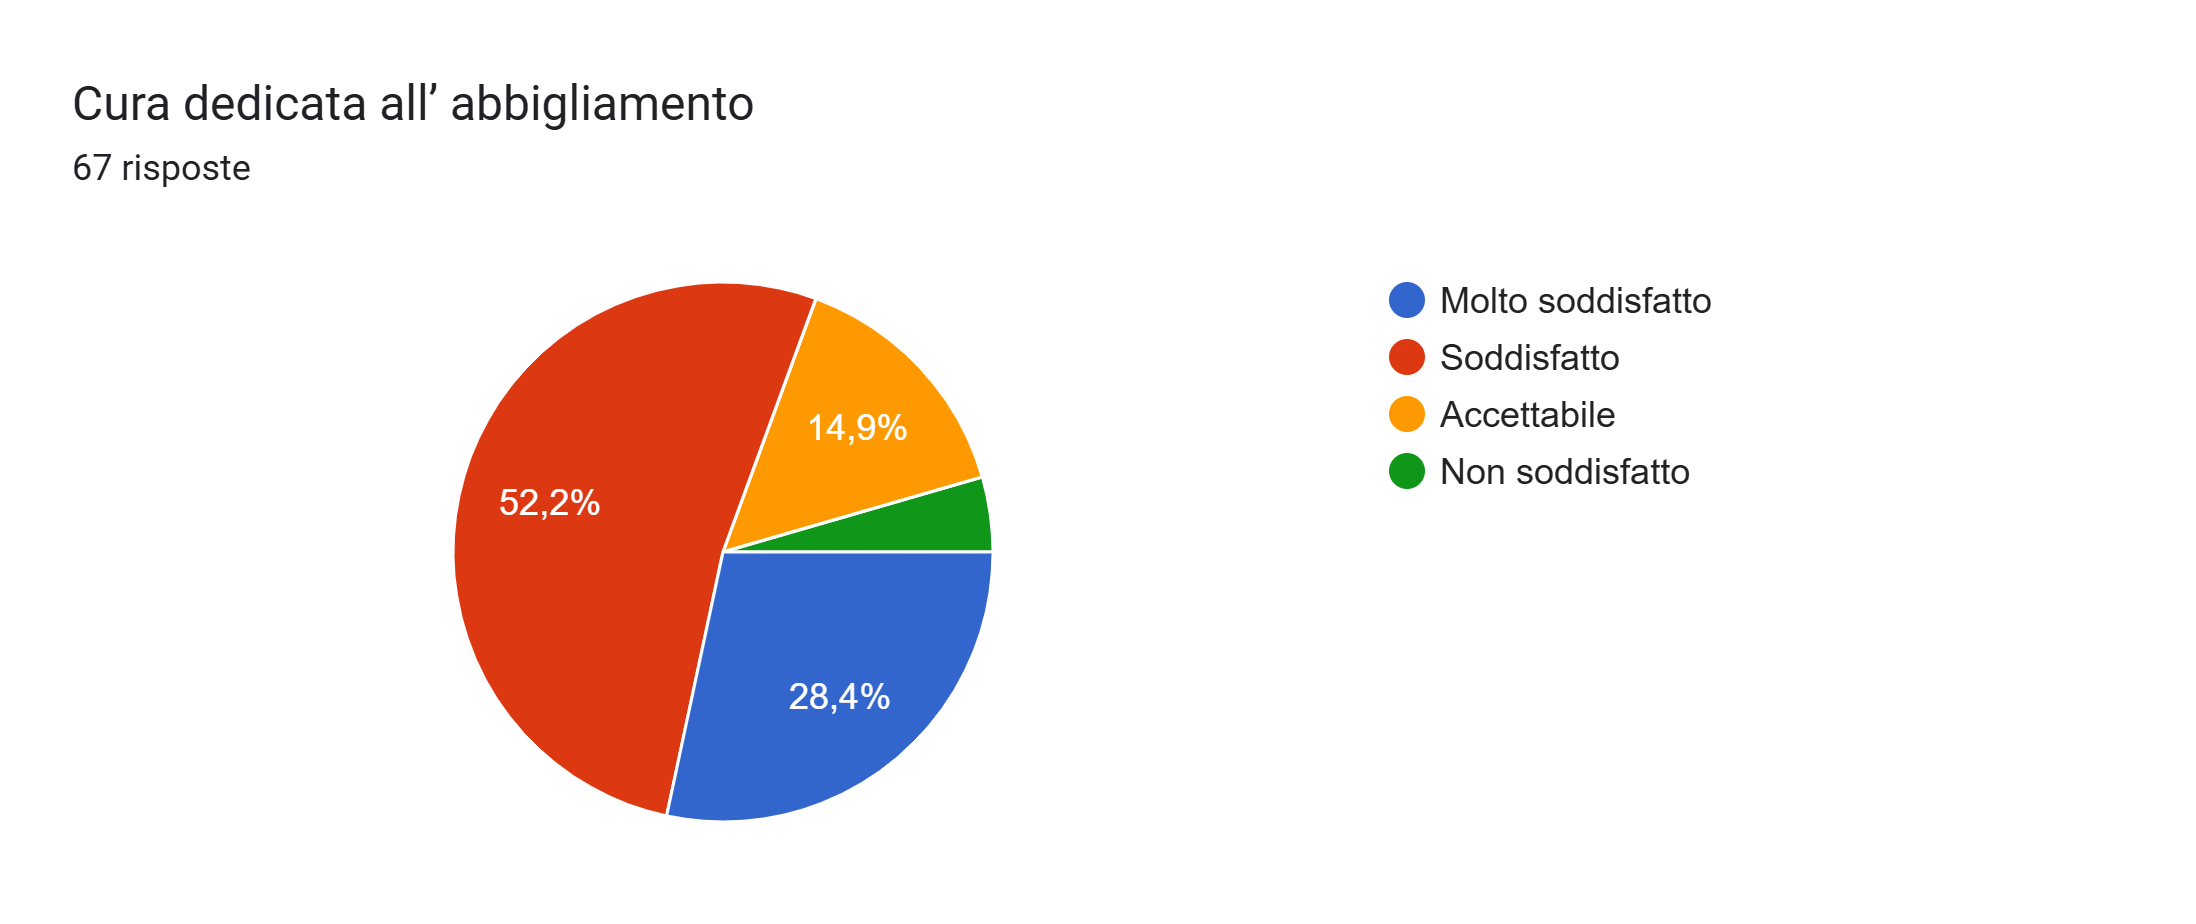 Cura dedicata all’ abbigliamento
67 risposte
Molto soddisfatto
Soddisfatto
Accettabile
Non soddisfatto
14,9%
52,2%
28,4%